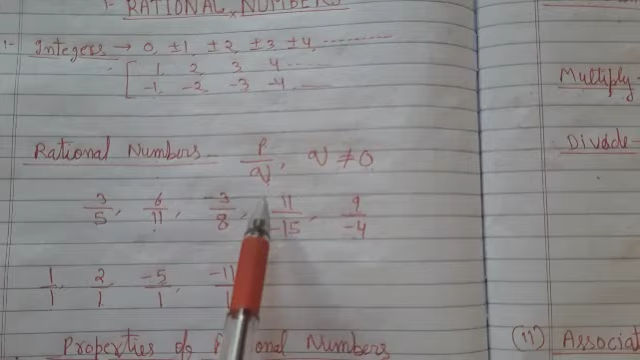 1- RATIONAL NUMBERS
1- Integers → 0, ±1, ±2, ±3, ±4, ..........
1, 2, 3, 4 .....
-1, -2, -3, -4, .....
Rational Numbers - p/q, q ≠ 0
3/5, 6/11, -3/8, 11/-15, 9/-4
1/1, 2/1, -5/1, -11/1
Properties of Rational Numbers
Multiply -
Divide -
(ii) Associat